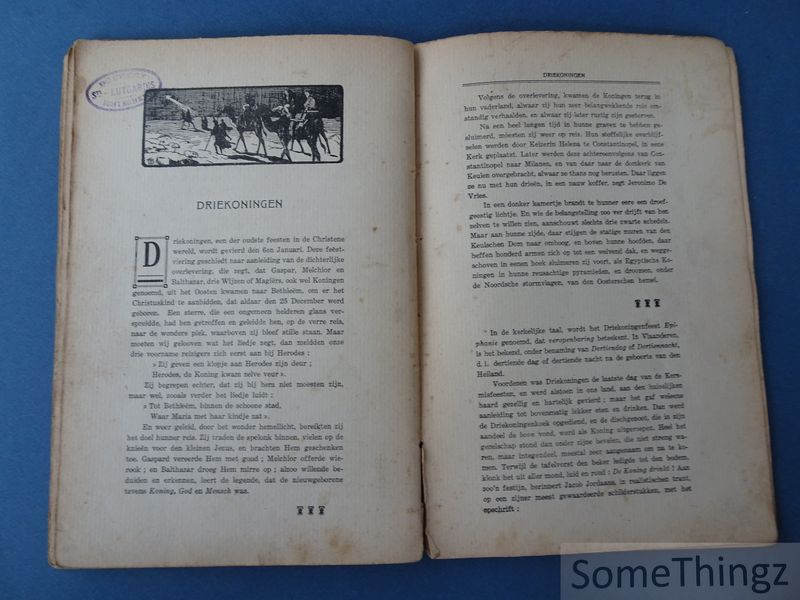 ST. LUTGARDIS
DRIEKONINGEN
Driekoningen, een der oudste feesten in de Christene
wereld, wordt gevierd den 6en Januari. Deze feest-
viering geschiedt naar aanleiding van de dichterlijke
overlevering, die zegt, dat Gaspar, Melchior en
Balthazar, drie Wijzen of Magiërs, ook wel Koningen
genoemd, uit het Oosten kwamen naar Bethleëm, om er het
Christuskind te aanbidden, dat aldaar den 25 December werd
geboren. Een sterre, die een ongemeen helderen glans ver-
spreidde, had hen getroffen en geleidde hen, op de verre reis,
naar de wondere plek, waarboven zij bleef stille staan. Maar
moeten wij gelooven wat het liedje zegt, dan melden onze
drie voorname reizigers zich eerst aan bij Herodes :
» Zij geven een klopje aan Herodes zijn deur ;
Herodes, de Koning kwam zelve veur ».
Zij begrepen echter, dat zij bij hem niet moesten zijn,
maar wel, zooals verder het liedje luidt :
» Tot Bethleëm, binnen de schoone stad,
Waar Maria met haar kindje zat ».
En weer geleid, door het wonder hemellicht, bereikten zij
het doel hunner reis. Zij traden de spelonk binnen, vielen op de
knieën voor den kleinen Jezus, en brachten Hem geschenken
toe. Gaspard vereerde Hem met goud ; Melchior offerde wie-
rook ; en Balthazar droeg Hem mirre op ; alzoo willende be-
duiden en erkennen, leert de legende, dat de nieuwgeborene
tevens Koning, God en Mensch was.
DRIEKONINGEN
Volgens de overlevering, kwamen de Koningen terug in
hun vaderland, alwaar zij hun zeer belangwekkende reis om-
standig verhaalden, en alwaar zij later rustig zijn gestorven.
Na een heel langen tijd in hunne graven te hebben ge-
sluimerd, moesten zij weer op reis. Hun stoffelijke overblijf-
selen werden door Keizerin Helena te Constantinopel, in eene
Kerk geplaatst. Later werden deze achtereenvolgens van Con-
stantinopel naar Milanen, en van daar naar de donkerk van
Keulen overgebracht, alwaar ze thans nog berusten. Daar liggen
ze nu met hun drieën, in een nauw koffer, zegt Jeronimo De
Vries.
In een donker kamertje brandt te hunner eere een droef-
geestig lichtje. En wie de belangstelling zoo ver drijft van hen
zelven te willen zien, aanschouwt slechts drie zwarte schedels.
Maar aan hunne zijde, daar stijgen de statige muren van den
Keulschen Dom naar omhoog, en boven hunne hoofden, daar
heffen honderd armen zich op tot een welvend dak, en wegge-
schoven in eenen hoek sluimeren zij voort, als Egyptische Ko-
ningen in hunne reusachtige pyramieden, en droomen, onder
de Noordsche stormvlagen, van den Oosterschen hemel.
In de kerkelijke taal, wordt het Driekoningenfeest Epi-
phanie genoemd, dat veropenbaring beteekent. In Vlaanderen,
is het bekend, onder benaming van Dertiendag of Dertiennacht,
d. i. dertiende dag of dertiende nacht na de geboorte van den
Heiland.
Voordezen was Driekoningen de laatste dag van de Kers-
misfeesten, en werd alsdan in ons land, aan den huiselijken
haard gezellig en hartelijk gevierd ; maar het gaf weleens
aanleiding tot bovenmatig lekker eten en drinken. Dan werd
de Driekoningenkoek opgediend, en de dischgenoot, die in zijn
aandeel de boon vond, werd als Koning uitgeroepen. Heel het
gezelschap stond dan onder zijne bevelen, die niet streng wa-
ren, maar integendeel, meestal zeer aangenaam om na te ko-
men. Terwijl de tafelvorst den beker ledigde tot den bodem,
klonk het uit aller mond, luid en rond : De Koning drinkt ! Aan
zoo'n festijn, herinnert Jacob Jordaans, in realistischen trant,
op een zijner meest gewaardeerde schilderstukken, met het
opschrift :
SomeThingz